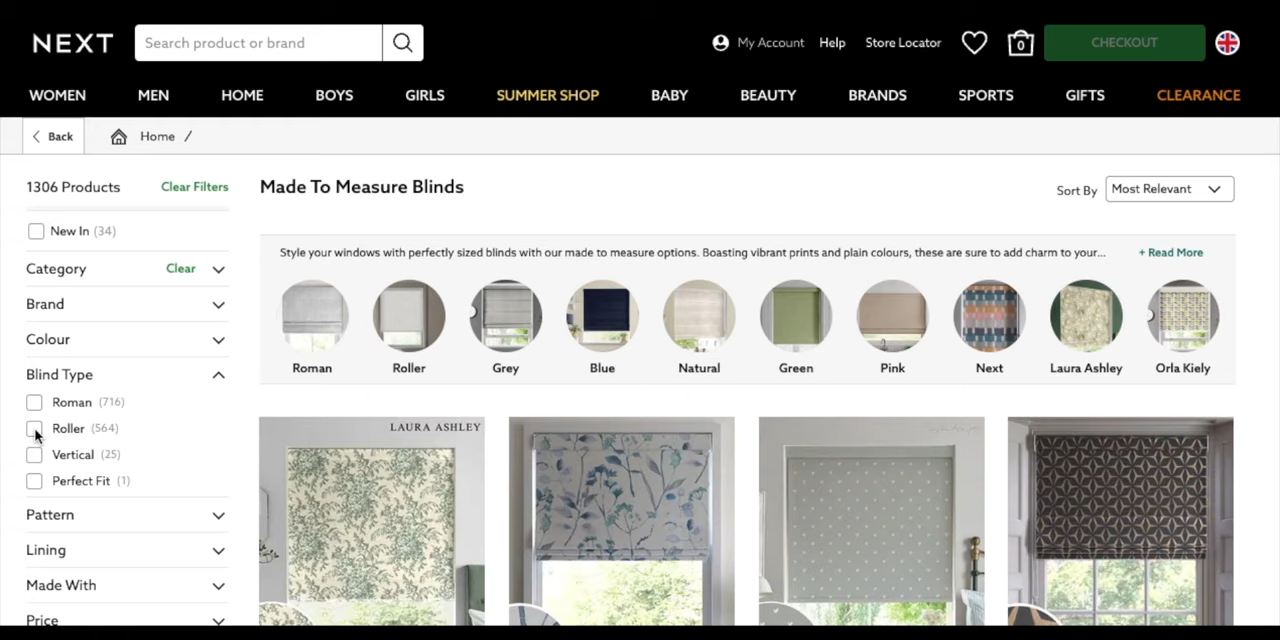 NEXT
Search product or brand
My Account
Help
Store Locator
0
CHECKOUT
WOMEN
MEN
HOME
BOYS
GIRLS
SUMMER SHOP
BABY
BEAUTY
BRANDS
SPORTS
GIFTS
CLEARANCE
Back
Home /
1306 Products
Clear Filters
Made To Measure Blinds
Sort By
Most Relevant
New In (34)
Category
Clear
Brand
Colour
Blind Type
Roman (716)
Roller (564)
Vertical (25)
Perfect Fit (1)
Pattern
Lining
Made With
Price
Style your windows with perfectly sized blinds with our made to measure options. Boasting vibrant prints and plain colours, these are sure to add charm to your...
+ Read More
Roman
Roller
Grey
Blue
Natural
Green
Pink
Next
Laura Ashley
Orla Kiely
LAURA ASHLEY